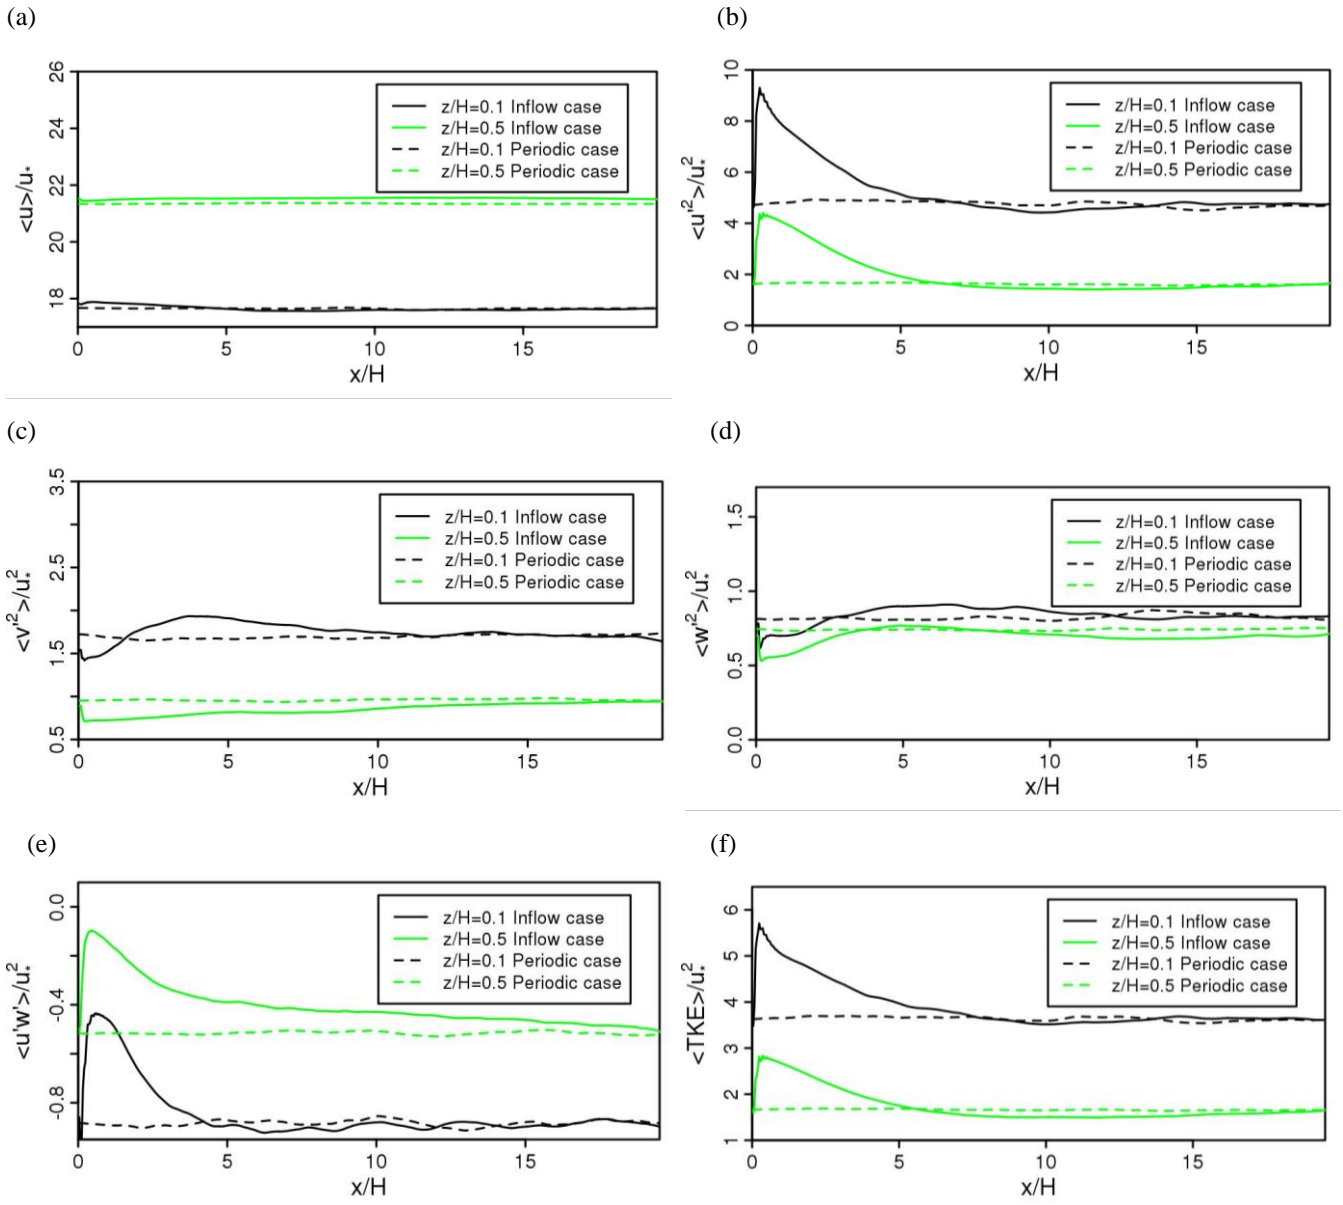 (a)
26
24
22
20
18
<u>/u*
z/H=0.1 Inflow case
z/H=0.5 Inflow case
z/H=0.1 Periodic case
z/H=0.5 Periodic case
0 5 10 15
x/H
(b)
10
8
6
4
2
0
<u'²>/u*²
z/H=0.1 Inflow case
z/H=0.5 Inflow case
z/H=0.1 Periodic case
z/H=0.5 Periodic case
0 5 10 15
x/H
(c)
3.5
2.5
1.5
0.5
<v'²>/u*²
z/H=0.1 Inflow case
z/H=0.5 Inflow case
z/H=0.1 Periodic case
z/H=0.5 Periodic case
0 5 10 15
x/H
(d)
1.5
1.0
0.5
0.0
<w'²>/u*²
z/H=0.1 Inflow case
z/H=0.5 Inflow case
z/H=0.1 Periodic case
z/H=0.5 Periodic case
0 5 10 15
x/H
(e)
0.0
-0.4
-0.8
<u'w'>/u*²
z/H=0.1 Inflow case
z/H=0.5 Inflow case
z/H=0.1 Periodic case
z/H=0.5 Periodic case
0 5 10 15
x/H
(f)
6
5
4
3
2
1
<TKE>/u*²
z/H=0.1 Inflow case
z/H=0.5 Inflow case
z/H=0.1 Periodic case
z/H=0.5 Periodic case
0 5 10 15
x/H